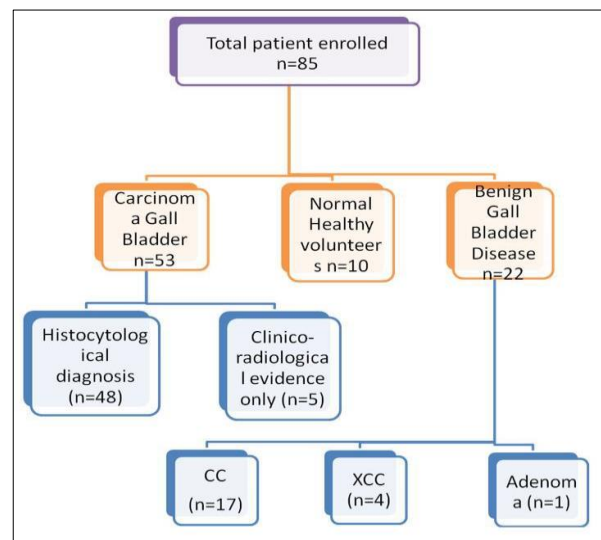 Total patient enrolled
n=85
Carcinom
a Gall
Bladder
n=53
Normal
Healthy
volunteer
s n=10
Benign
Gall
Bladder
Disease
n=22
Histocytolog
ical
diagnosis
(n=48)
Clinico-
radiologica
l evidence
only (n=5)
CC
(n=17)
XCC
(n=4)
Adenom
a (n=1)